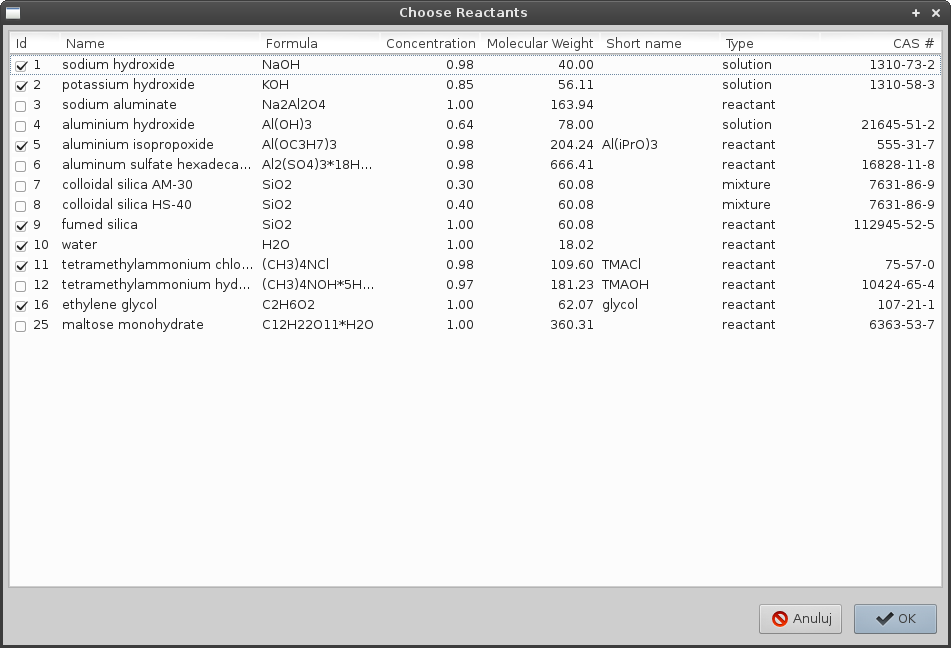 Choose Reactants
Id Name Formula Concentration Molecular Weight Short name Type CAS #
1 sodium hydroxide NaOH 0.98 40.00 solution 1310-73-2
2 potassium hydroxide KOH 0.85 56.11 solution 1310-58-3
3 sodium aluminate Na2Al2O4 1.00 163.94 reactant
4 aluminium hydroxide Al(OH)3 0.64 78.00 solution 21645-51-2
5 aluminium isopropoxide Al(OC3H7)3 0.98 204.24 Al(iPrO)3 reactant 555-31-7
6 aluminum sulfate hexadeca... Al2(SO4)3*18H... 0.98 666.41 reactant 16828-11-8
7 colloidal silica AM-30 SiO2 0.30 60.08 mixture 7631-86-9
8 colloidal silica HS-40 SiO2 0.40 60.08 mixture 7631-86-9
9 fumed silica SiO2 1.00 60.08 reactant 112945-52-5
10 water H2O 1.00 18.02 reactant
11 tetramethylammonium chlo... (CH3)4NCl 0.98 109.60 TMACl reactant 75-57-0
12 tetramethylammonium hyd... (CH3)4NOH*5H... 0.97 181.23 TMAOH reactant 10424-65-4
16 ethylene glycol C2H6O2 1.00 62.07 glycol reactant 107-21-1
25 maltose monohydrate C12H22O11*H2O 1.00 360.31 reactant 6363-53-7
Anuluj OK